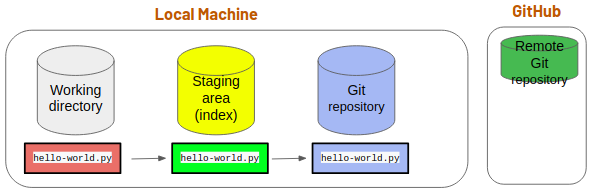 Local Machine
GitHub
Working
directory
Staging
area
(index)
Git
repository
Remote
Git
repository
hello-world.py
hello-world.py
hello-world.py